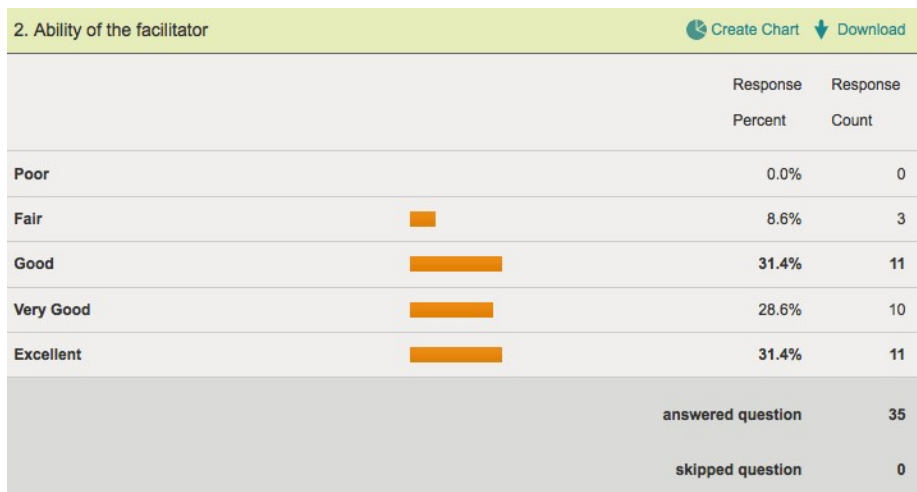 2. Ability of the facilitator Create Chart Download
Response Response
Percent Count
Poor 0.0% 0
Fair 8.6% 3
Good 31.4% 11
Very Good 28.6% 10
Excellent 31.4% 11
answered question 35
skipped question 0